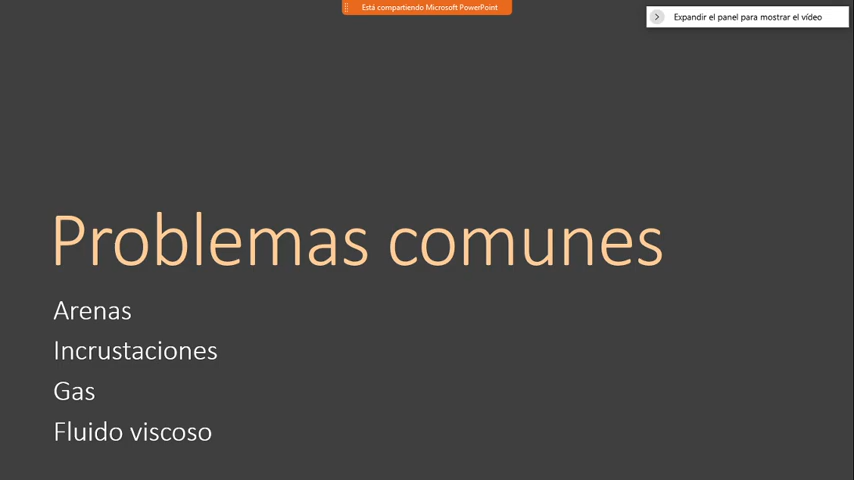 Está compartiendo Microsoft PowerPoint
Expandir el panel para mostrar el vídeo
Problemas comunes
Arenas
Incrustaciones
Gas
Fluido viscoso